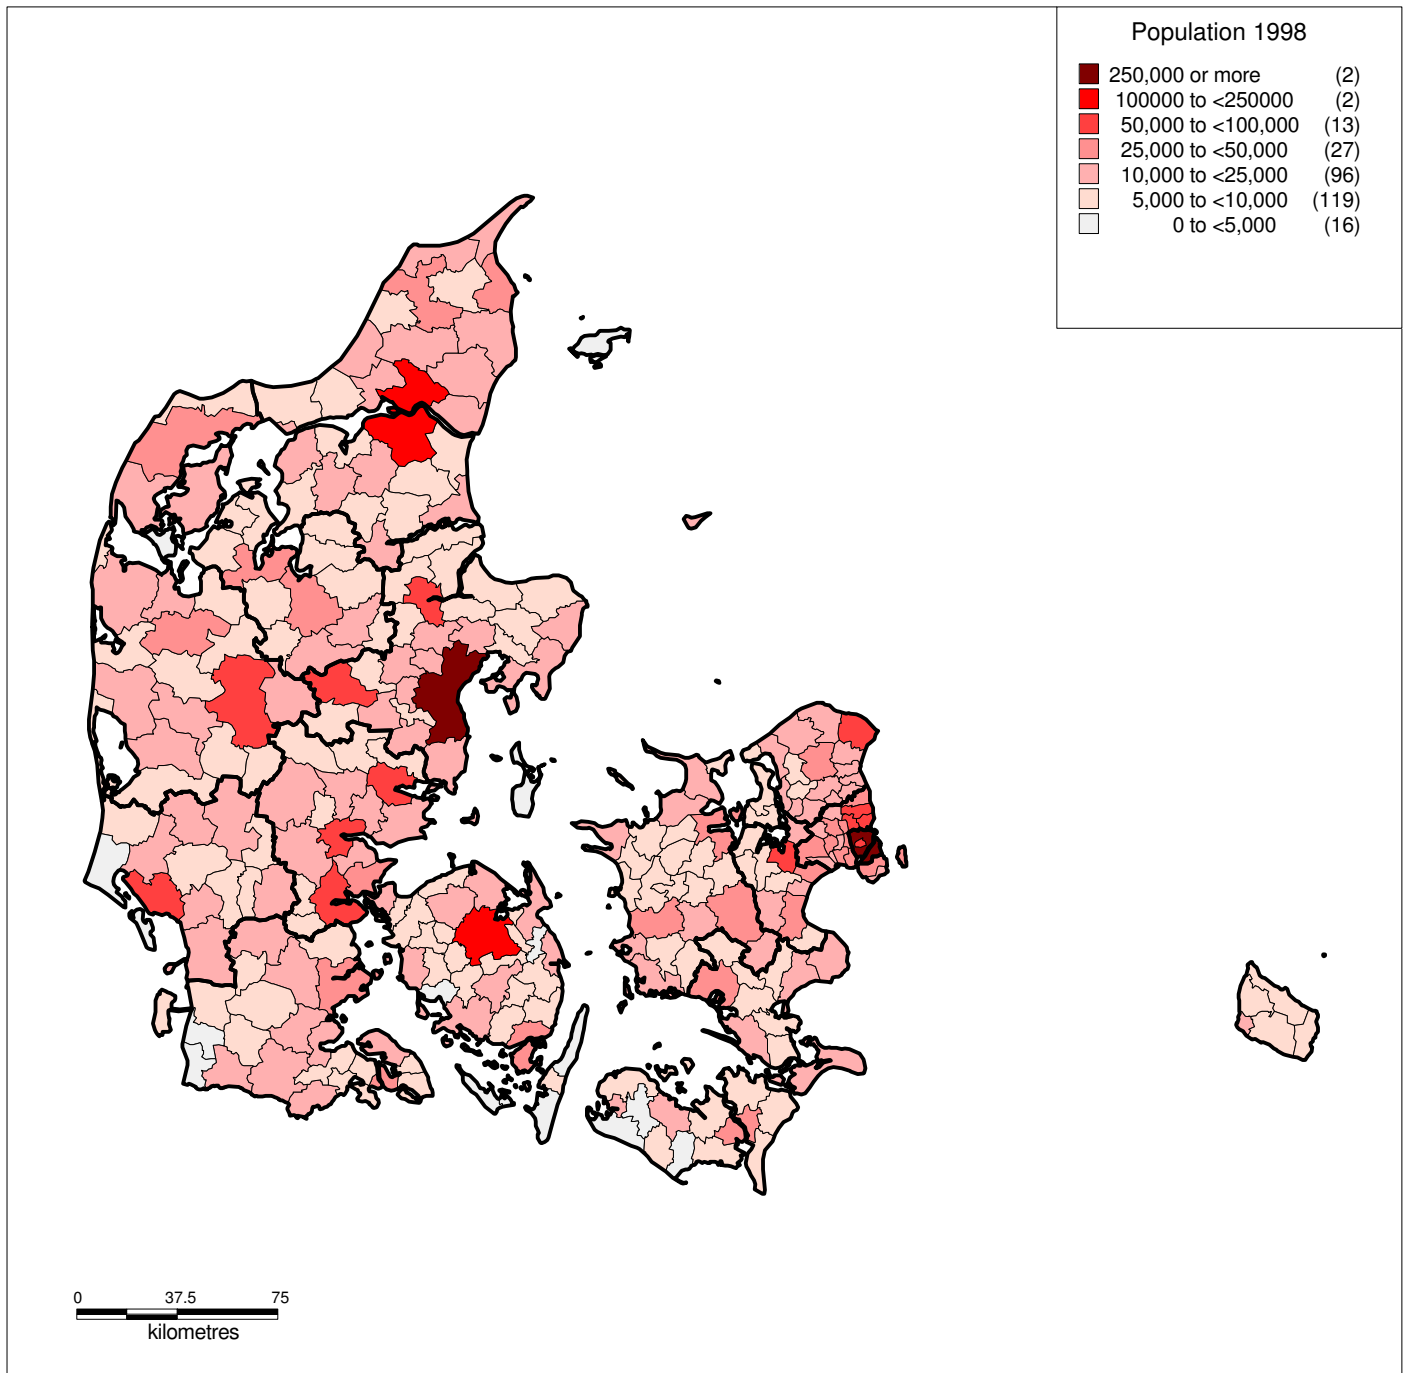 Population 1998
250,000 or more (2)
100000 to <250000 (2)
50,000 to <100,000 (13)
25,000 to <50,000 (27)
10,000 to <25,000 (96)
5,000 to <10,000 (119)
0 to <5,000 (16)
0 37.5 75
kilometres